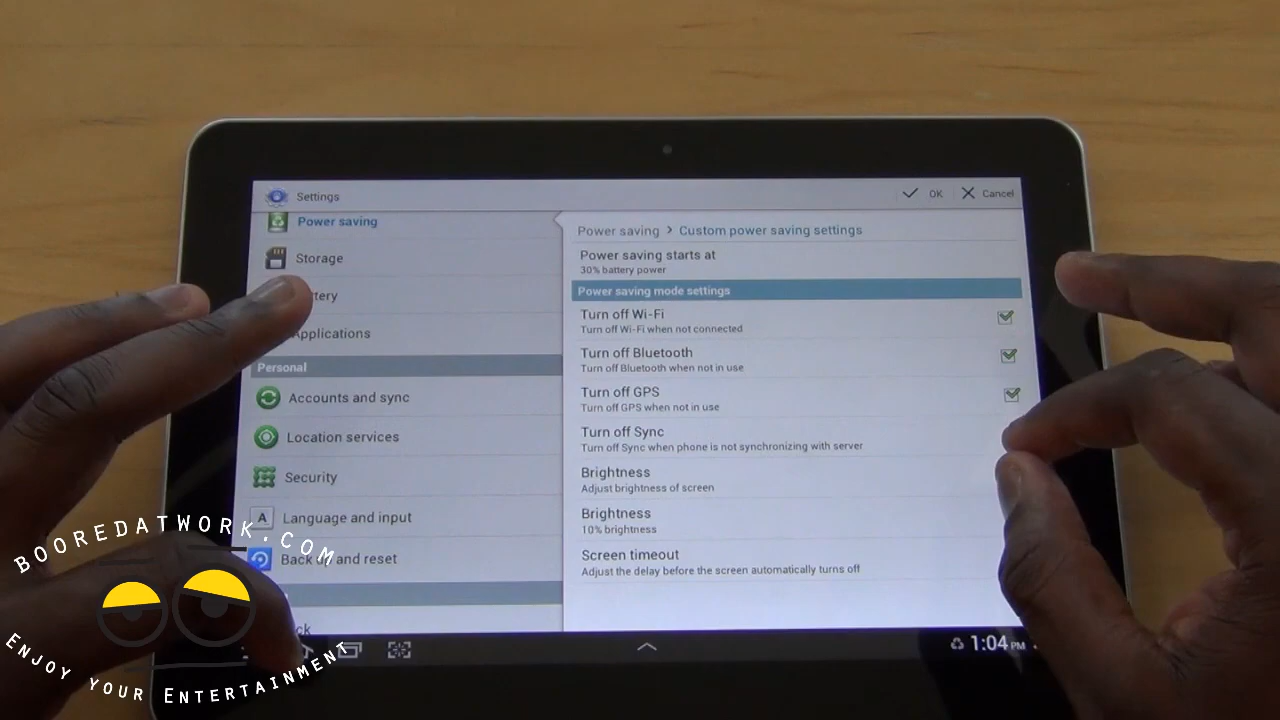 Settings
OK
Cancel
Power saving
Storage
Applications
Personal
Accounts and sync
Location services
Security
Language and input
Back up and reset
Power saving > Custom power saving settings
Power saving starts at
30% battery power
Power saving mode settings
Turn off Wi-Fi
Turn off Wi-Fi when not connected
Turn off Bluetooth
Turn off Bluetooth when not in use
Turn off GPS
Turn off GPS when not in use
Turn off Sync
Turn off Sync when phone is not synchronizing with server
Brightness
Adjust brightness of screen
Brightness
10% brightness
Screen timeout
Adjust the delay before the screen automatically turns off
1:04 PM
BOOREDATWORK.COM
ENJOY YOUR ENTERTAINMENT